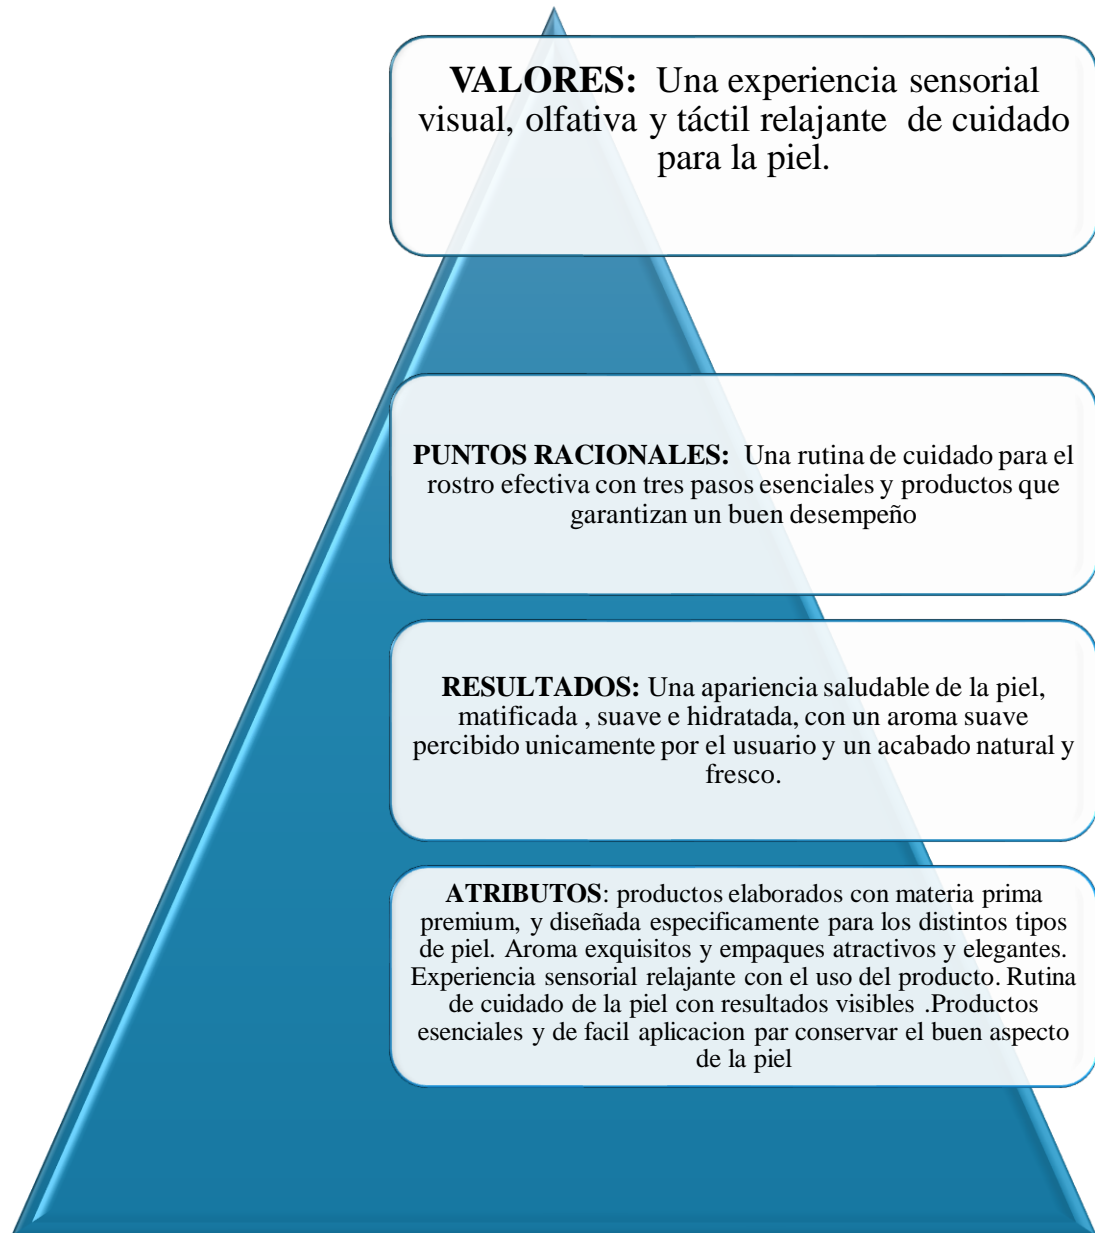 VALORES: Una experiencia sensorial
visual, olfativa y táctil relajante de cuidado
para la piel.
PUNTOS RACIONALES: Una rutina de cuidado para el
rostro efectiva con tres pasos esenciales y productos que
garantizan un buen desempeño
RESULTADOS: Una apariencia saludable de la piel,
matificada , suave e hidratada, con un aroma suave
percibido unicamente por el usuario y un acabado natural y
fresco.
ATRIBUTOS: productos elaborados con materia prima
premium, y diseñada especificamente para los distintos tipos
de piel. Aroma exquisitos y empaques atractivos y elegantes.
Experiencia sensorial relajante con el uso del producto. Rutina
de cuidado de la piel con resultados visibles .Productos
esenciales y de facil aplicacion par conservar el buen aspecto
de la piel